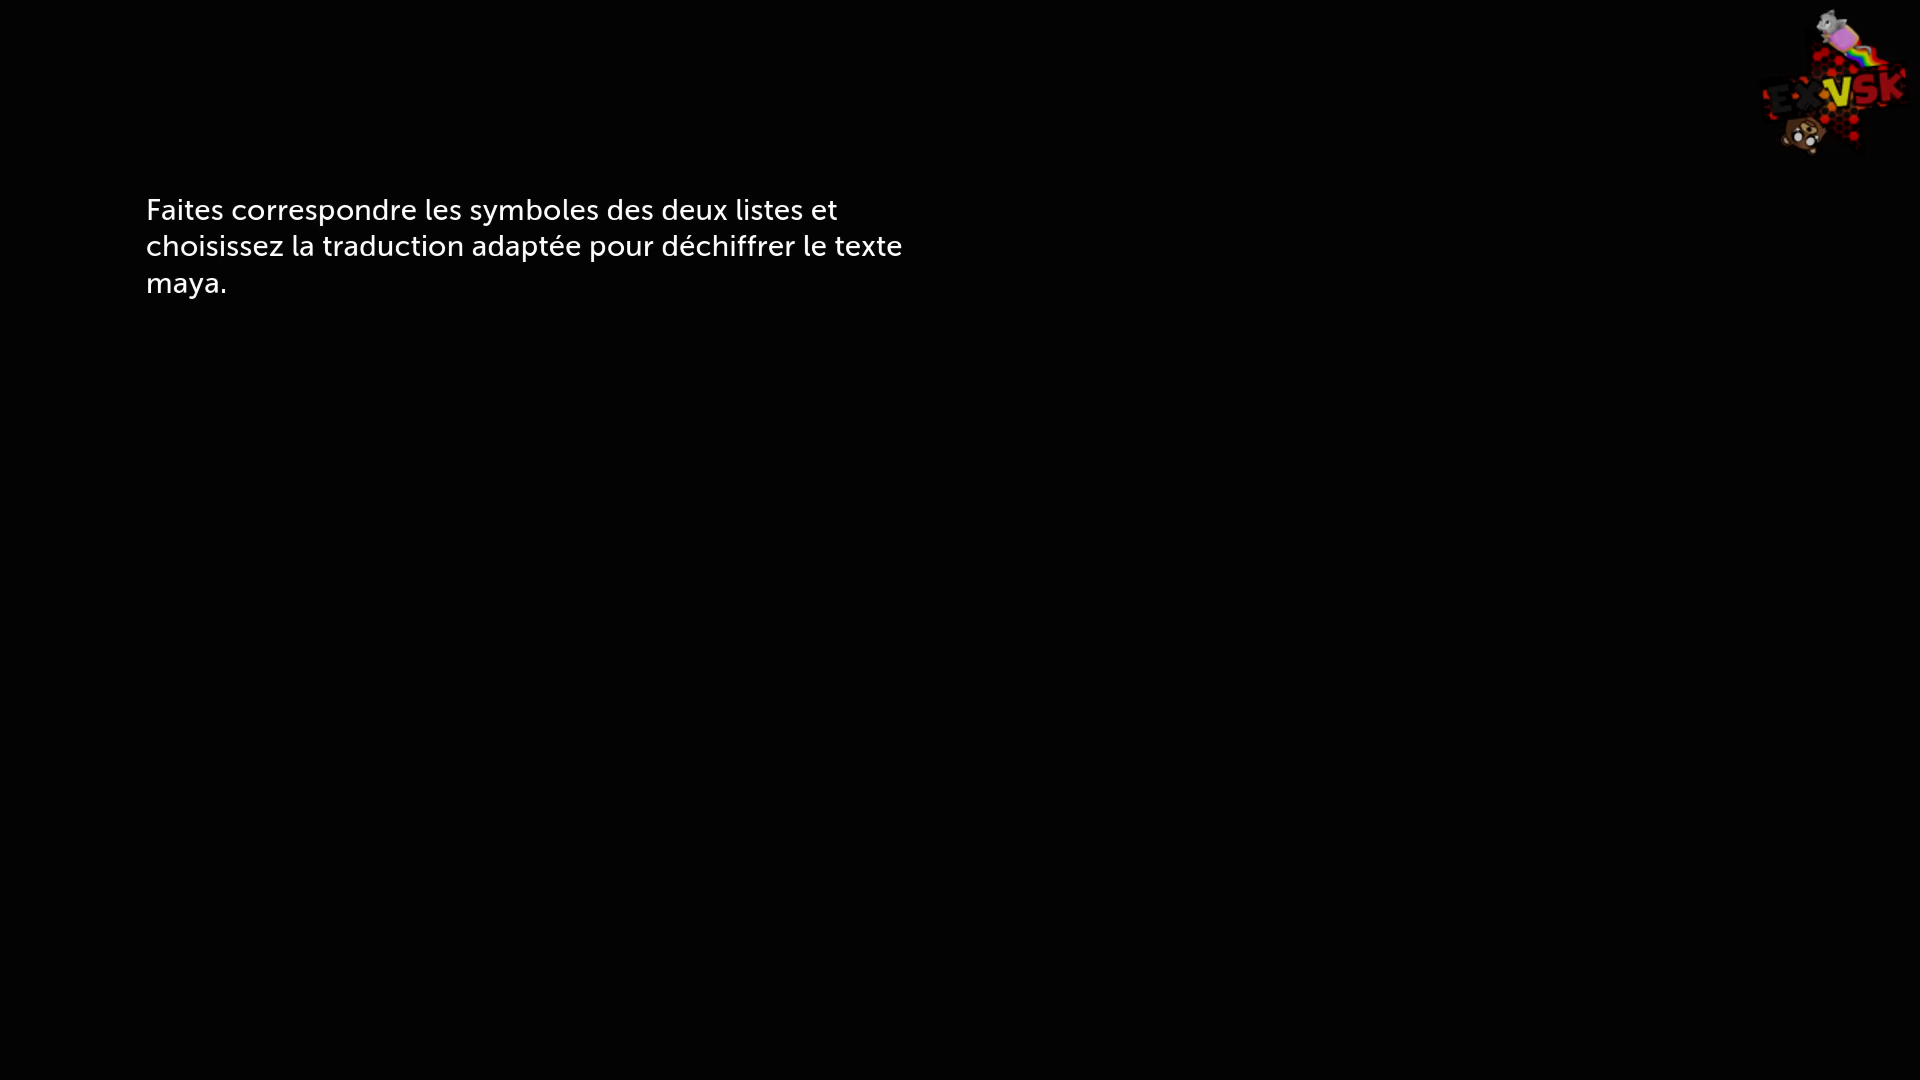 EXVSK
Faites correspondre les symboles des deux listes et
choisissez la traduction adaptée pour déchiffrer le texte
maya.